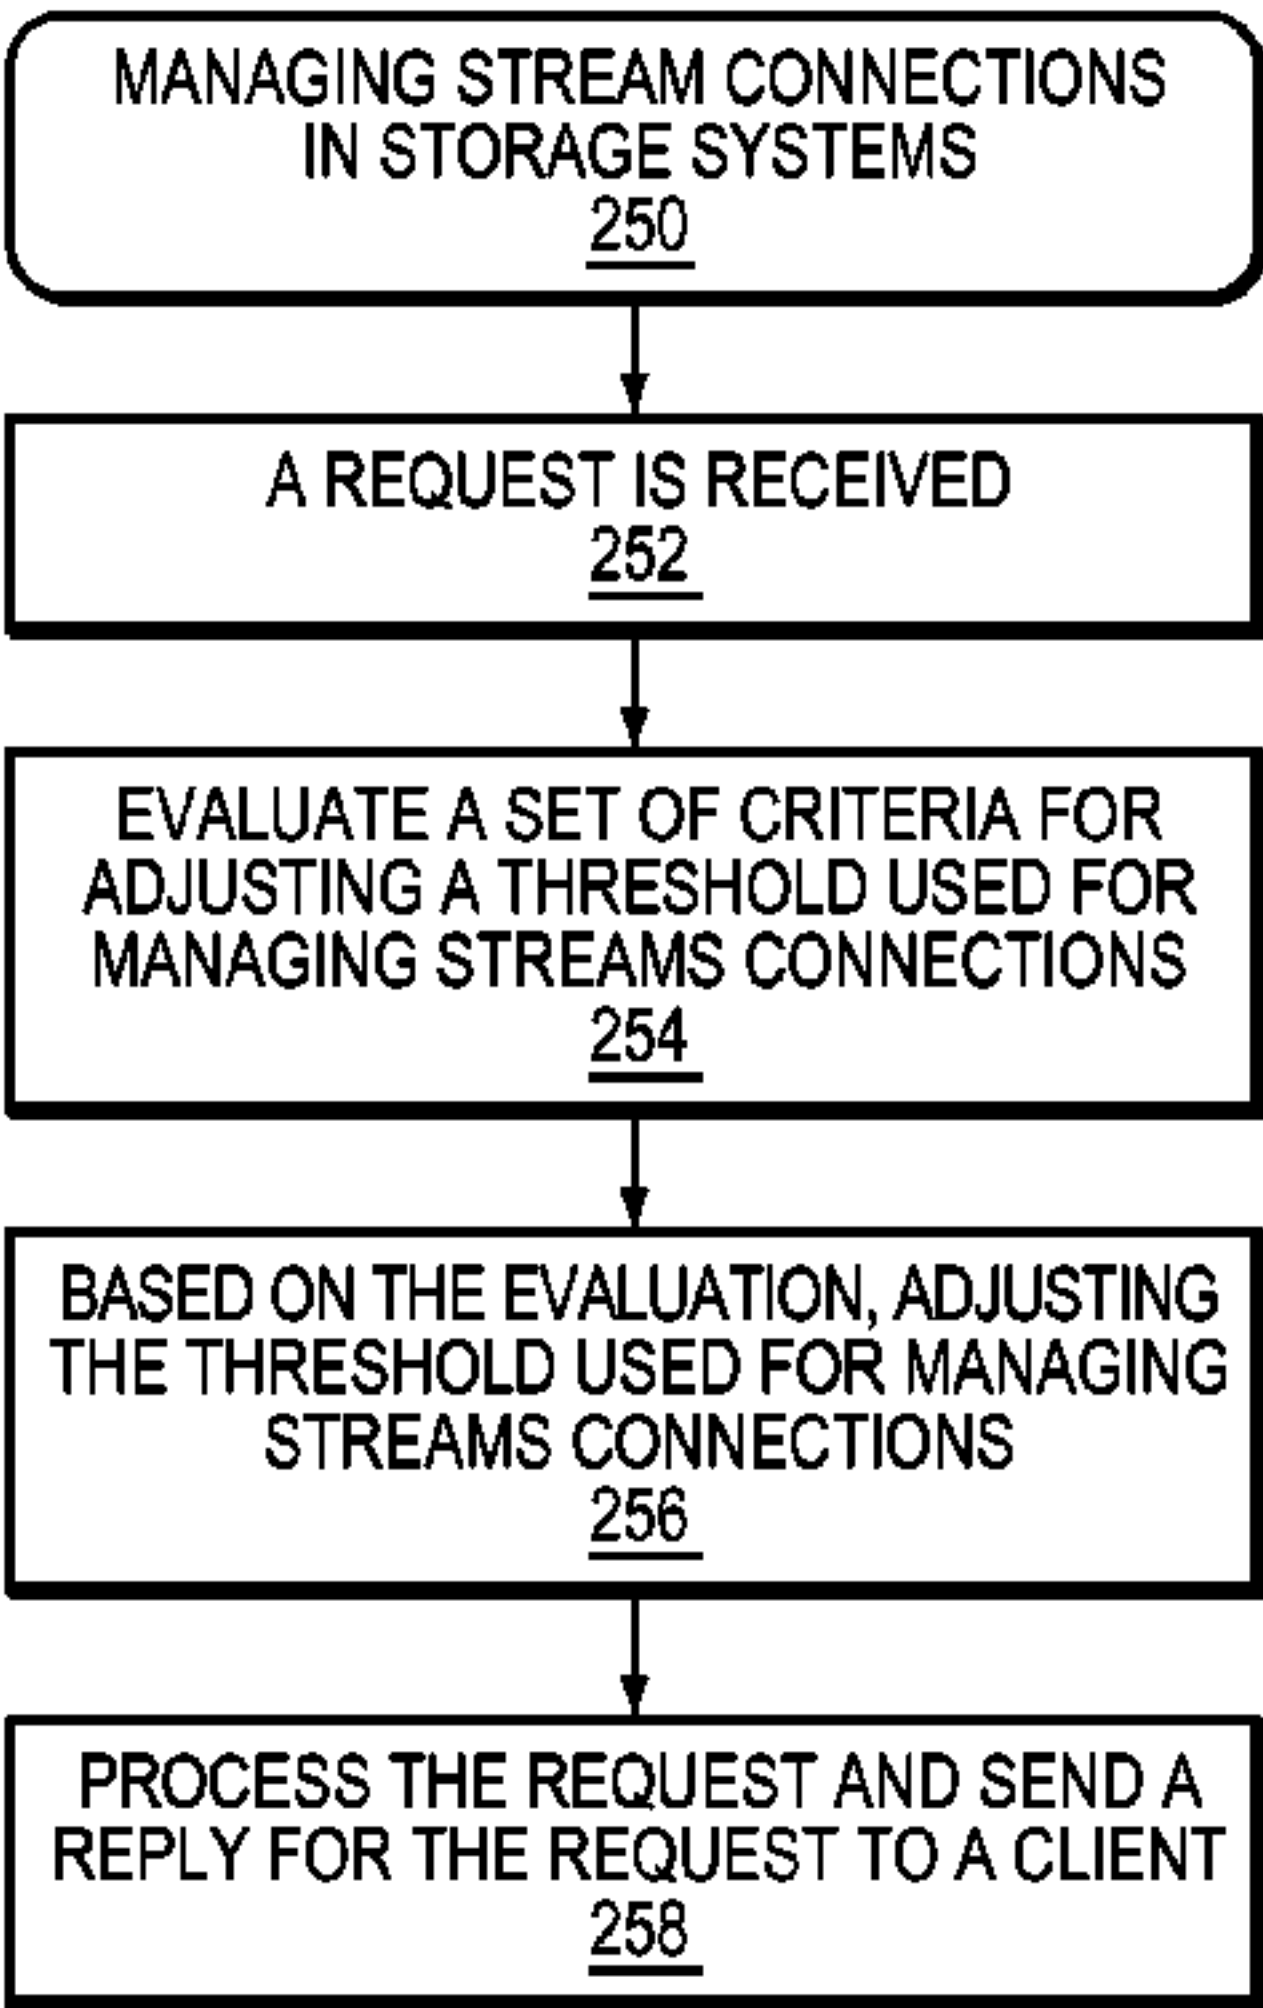 MANAGING STREAM CONNECTIONS
IN STORAGE SYSTEMS
250
A REQUEST IS RECEIVED
252
EVALUATE A SET OF CRITERIA FOR
ADJUSTING A THRESHOLD USED FOR
MANAGING STREAMS CONNECTIONS
254
BASED ON THE EVALUATION, ADJUSTING
THE THRESHOLD USED FOR MANAGING
STREAMS CONNECTIONS
256
PROCESS THE REQUEST AND SEND A
REPLY FOR THE REQUEST TO A CLIENT
258